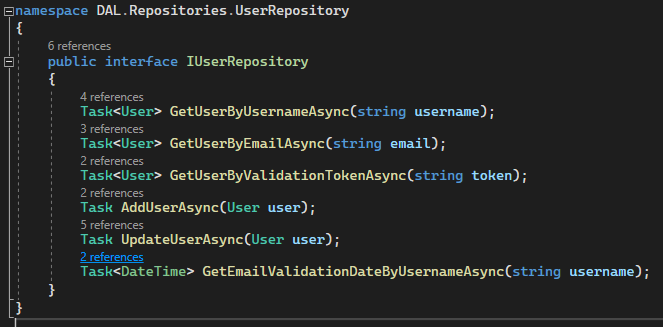 namespace DAL.Repositories.UserRepository
{
6 references
public interface IUserRepository
{
4 references
Task<User> GetUserByUsernameAsync(string username);
3 references
Task<User> GetUserByEmailAsync(string email);
2 references
Task<User> GetUserByValidationTokenAsync(string token);
2 references
Task AddUserAsync(User user);
5 references
Task UpdateUserAsync(User user);
2 references
Task<DateTime> GetEmailValidationDateByUsernameAsync(string username);
}
}